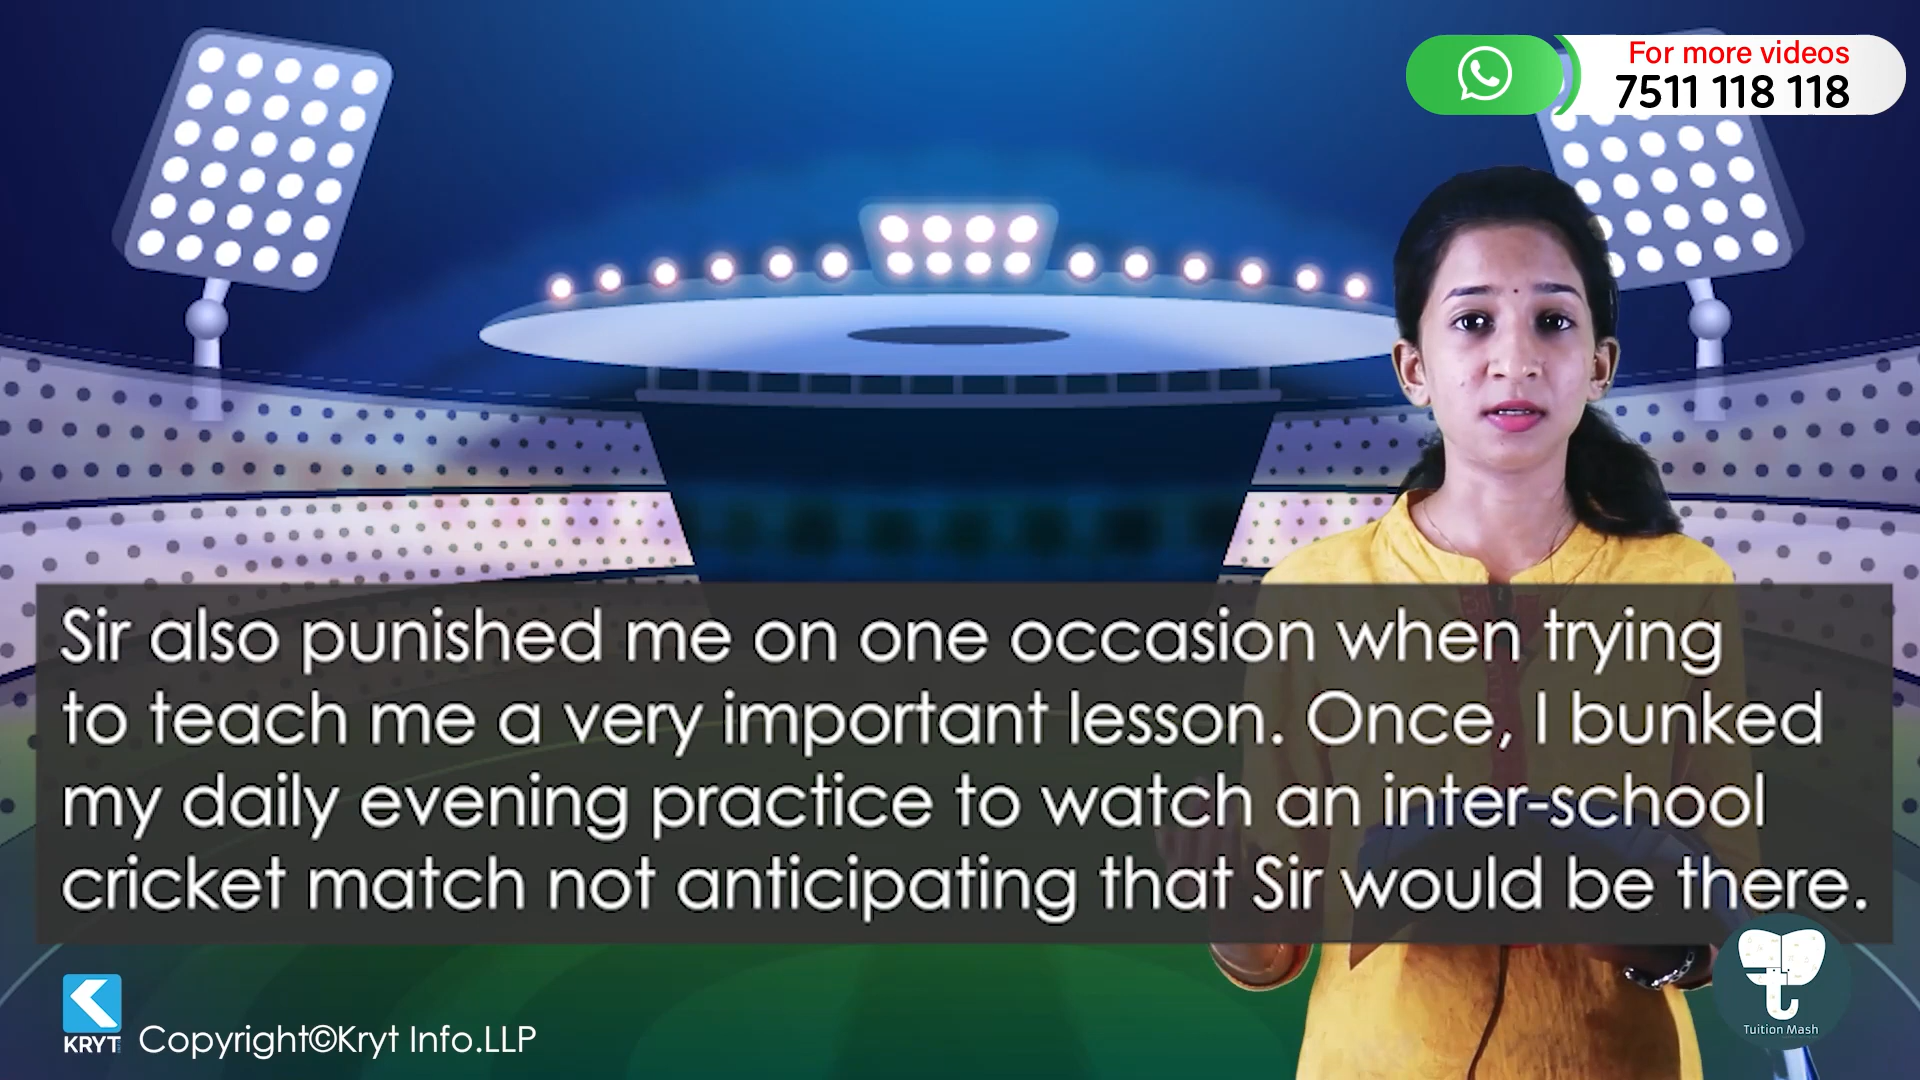 For more videos
7511 118 118
Sir also punished me on one occasion when trying
to teach me a very important lesson. Once, I bunked
my daily evening practice to watch an inter-school
cricket match not anticipating that Sir would be there.
KRYT
Copyright©Kryt Info.LLP
Tuition Mash